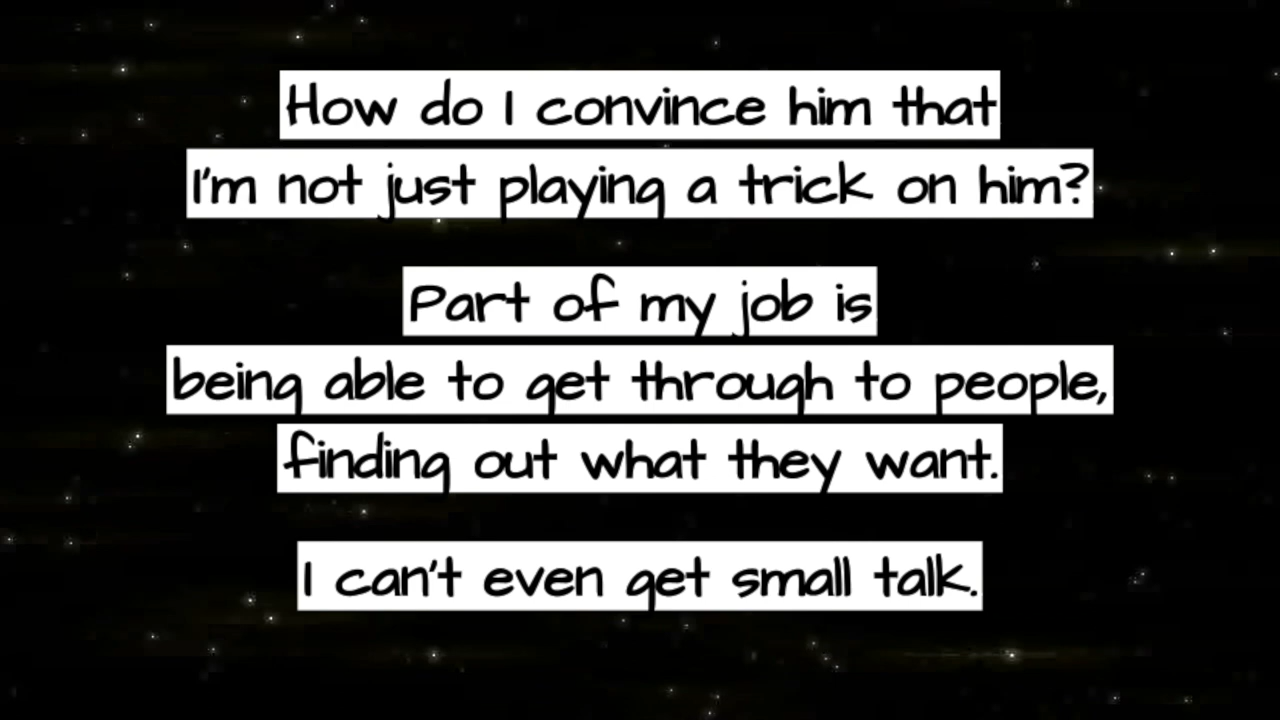 How do I convince him that
I'm not just playing a trick on him?
Part of my job is
being able to get through to people,
finding out what they want.
I can't even get small talk.